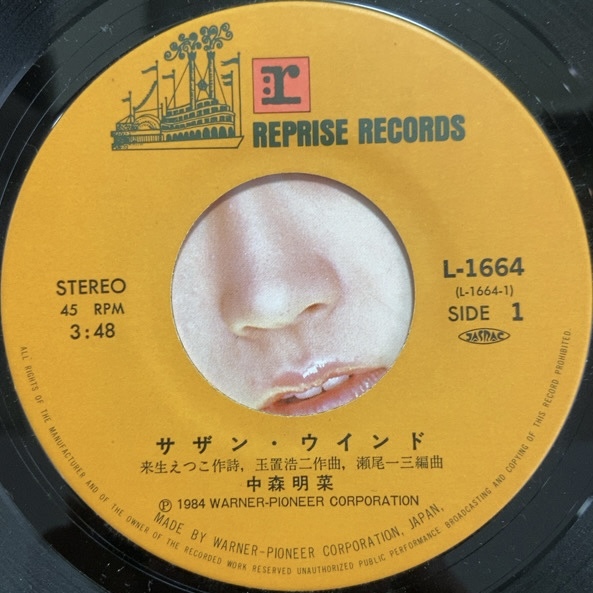 r
REPRISE RECORDS
STEREO
45 RPM
3:48
L-1664
(L-1664-1)
SIDE 1
JASRAC
サザン・ウインド
来生えつこ作詩, 玉置浩二作曲, 瀬尾一三編曲
中森明菜
Ⓟ 1984 WARNER-PIONEER CORPORATION
MADE BY WARNER-PIONEER CORPORATION, JAPAN,
ALL RIGHTS OF THE MANUFACTURER AND OF THE OWNER OF THE RECORDED WORK RESERVED UNAUTHORIZED PUBLIC PERFORMANCE BROADCASTING AND COPYING OF THIS RECORD PROHIBITED.